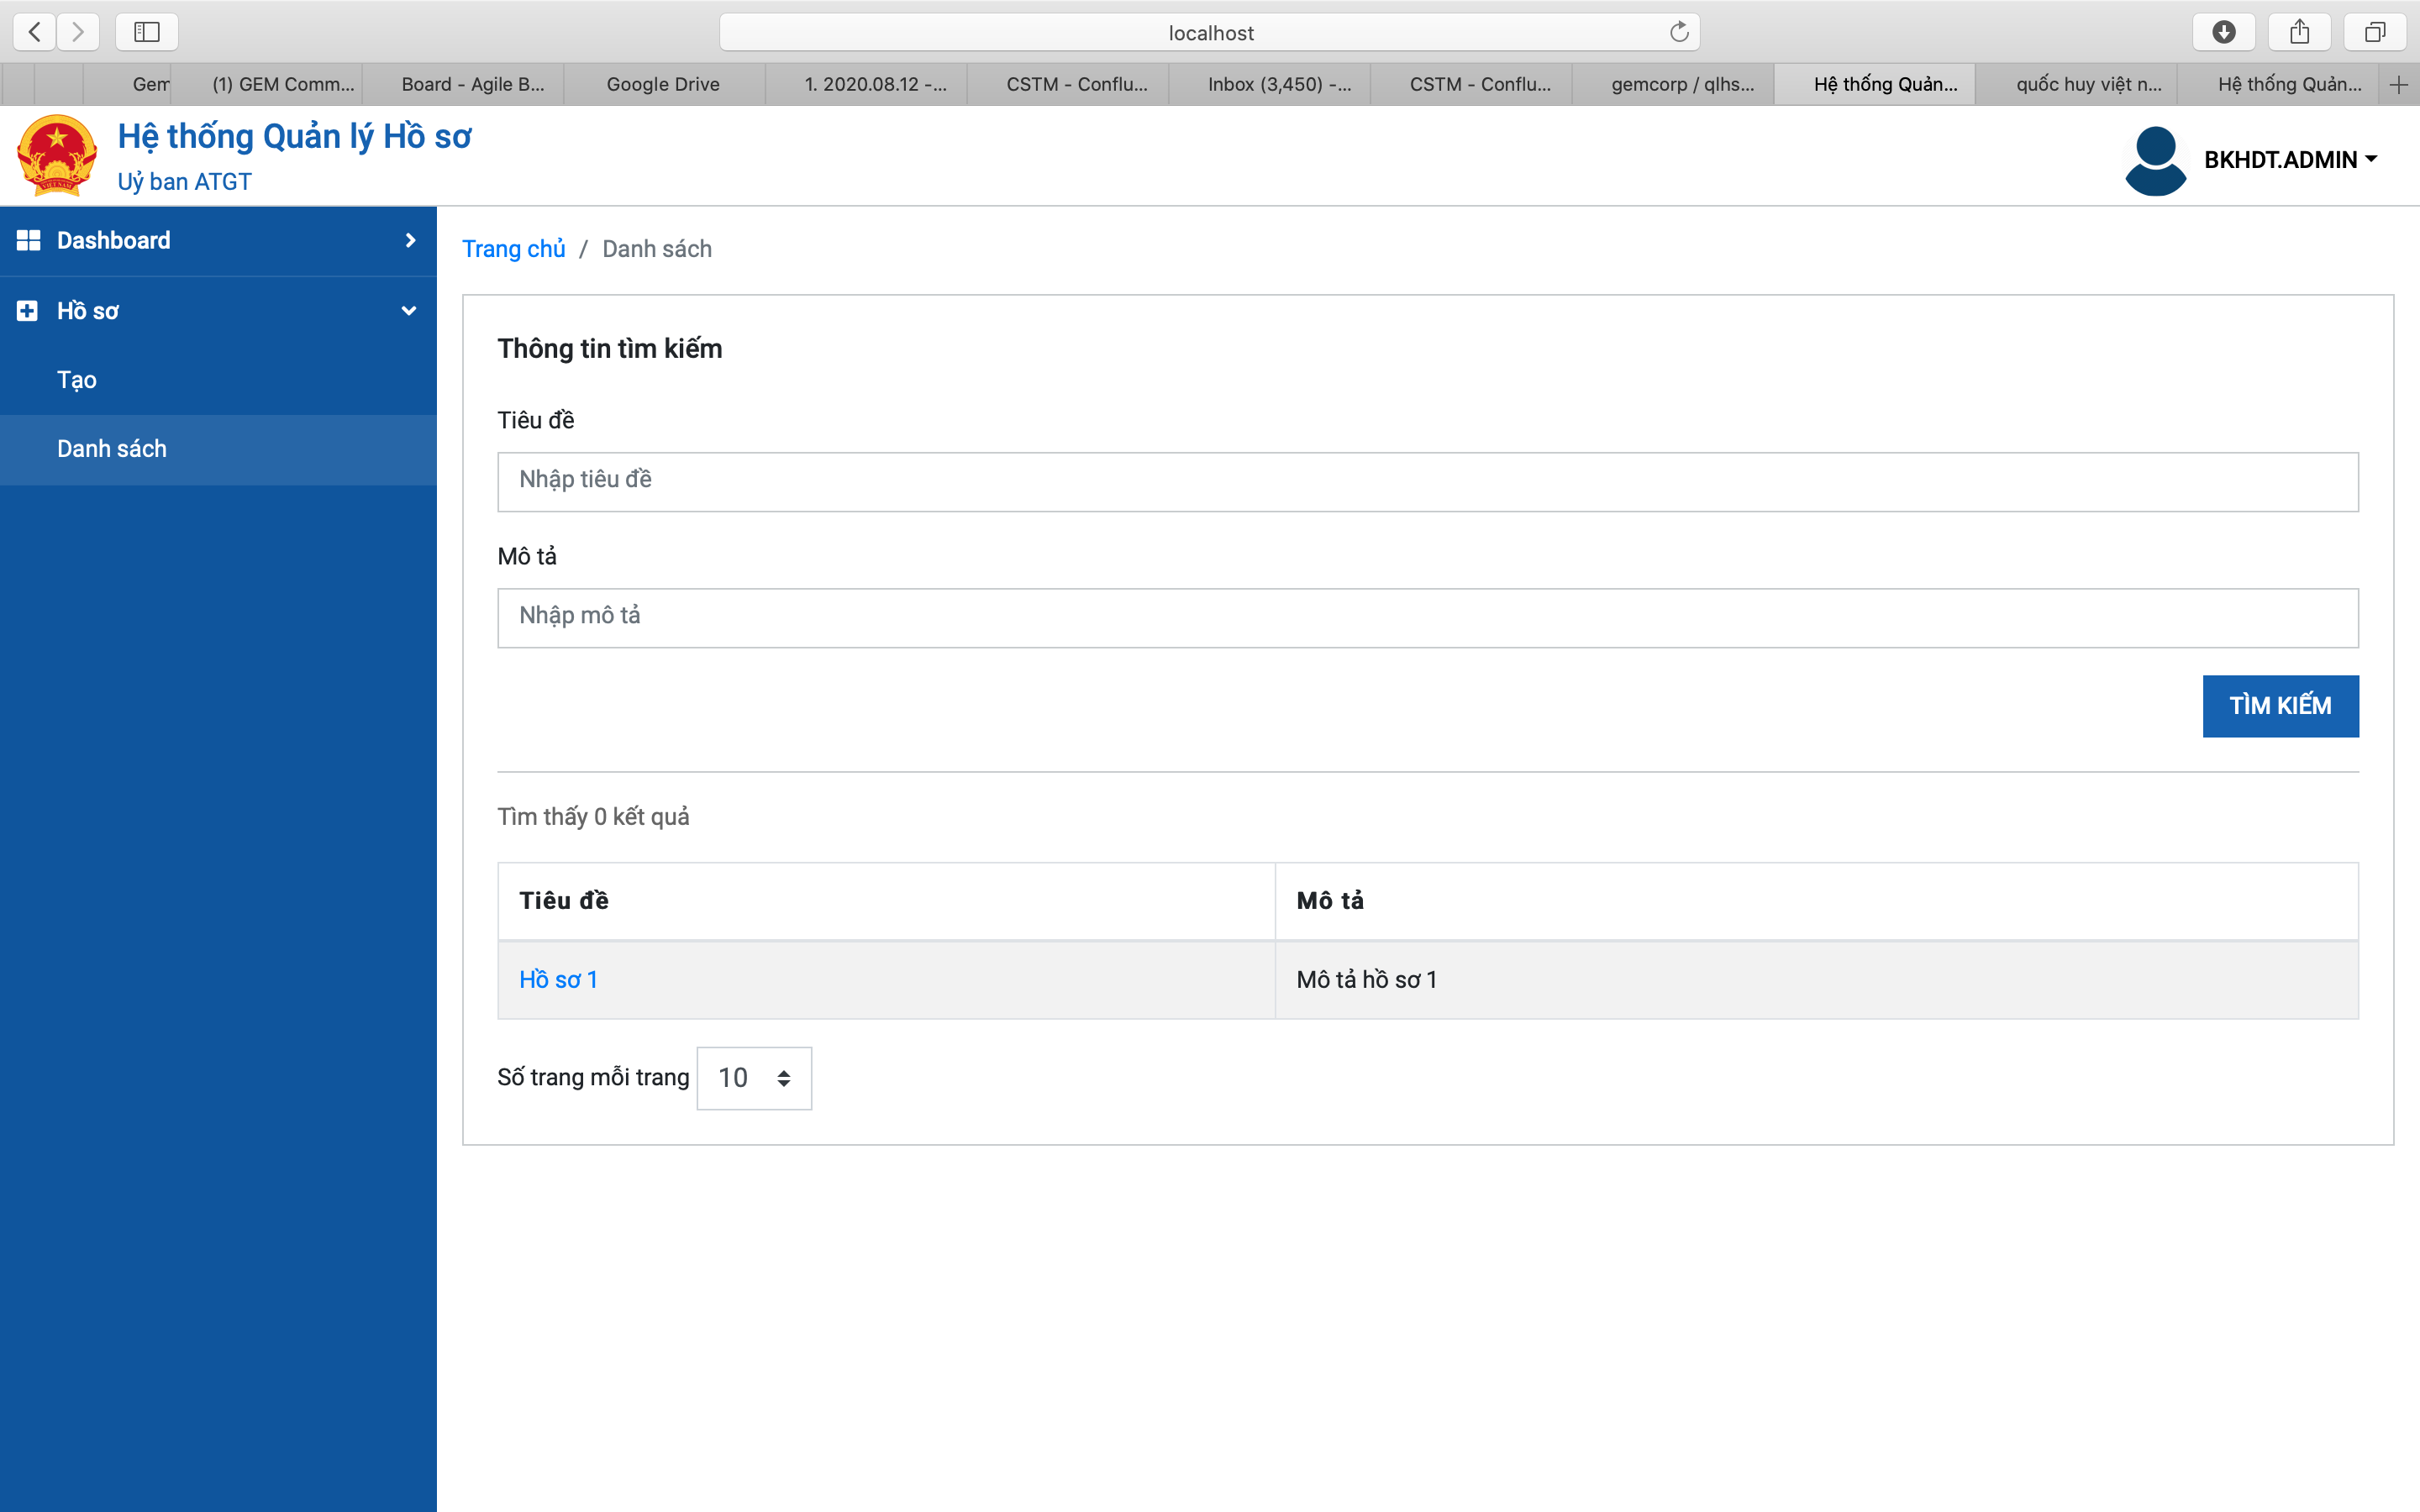 localhost
Gem
(1) GEM Comm...
Board - Agile B...
Google Drive
1. 2020.08.12 -...
CSTM - Conflu...
Inbox (3,450) -...
CSTM - Conflu...
gemcorp / qlhs...
Hệ thống Quản...
quốc huy việt n...
Hệ thống Quản...
VIỆT NAM
Hệ thống Quản lý Hồ sơ
Uỷ ban ATGT
BKHDT.ADMIN
Dashboard
Hồ sơ
Tạo
Danh sách
Trang chủ / Danh sách
Thông tin tìm kiếm
Tiêu đề
Nhập tiêu đề
Mô tả
Nhập mô tả
TÌM KIẾM
Tìm thấy 0 kết quả
Tiêu đề
Mô tả
Hồ sơ 1
Mô tả hồ sơ 1
Số trang mỗi trang 10